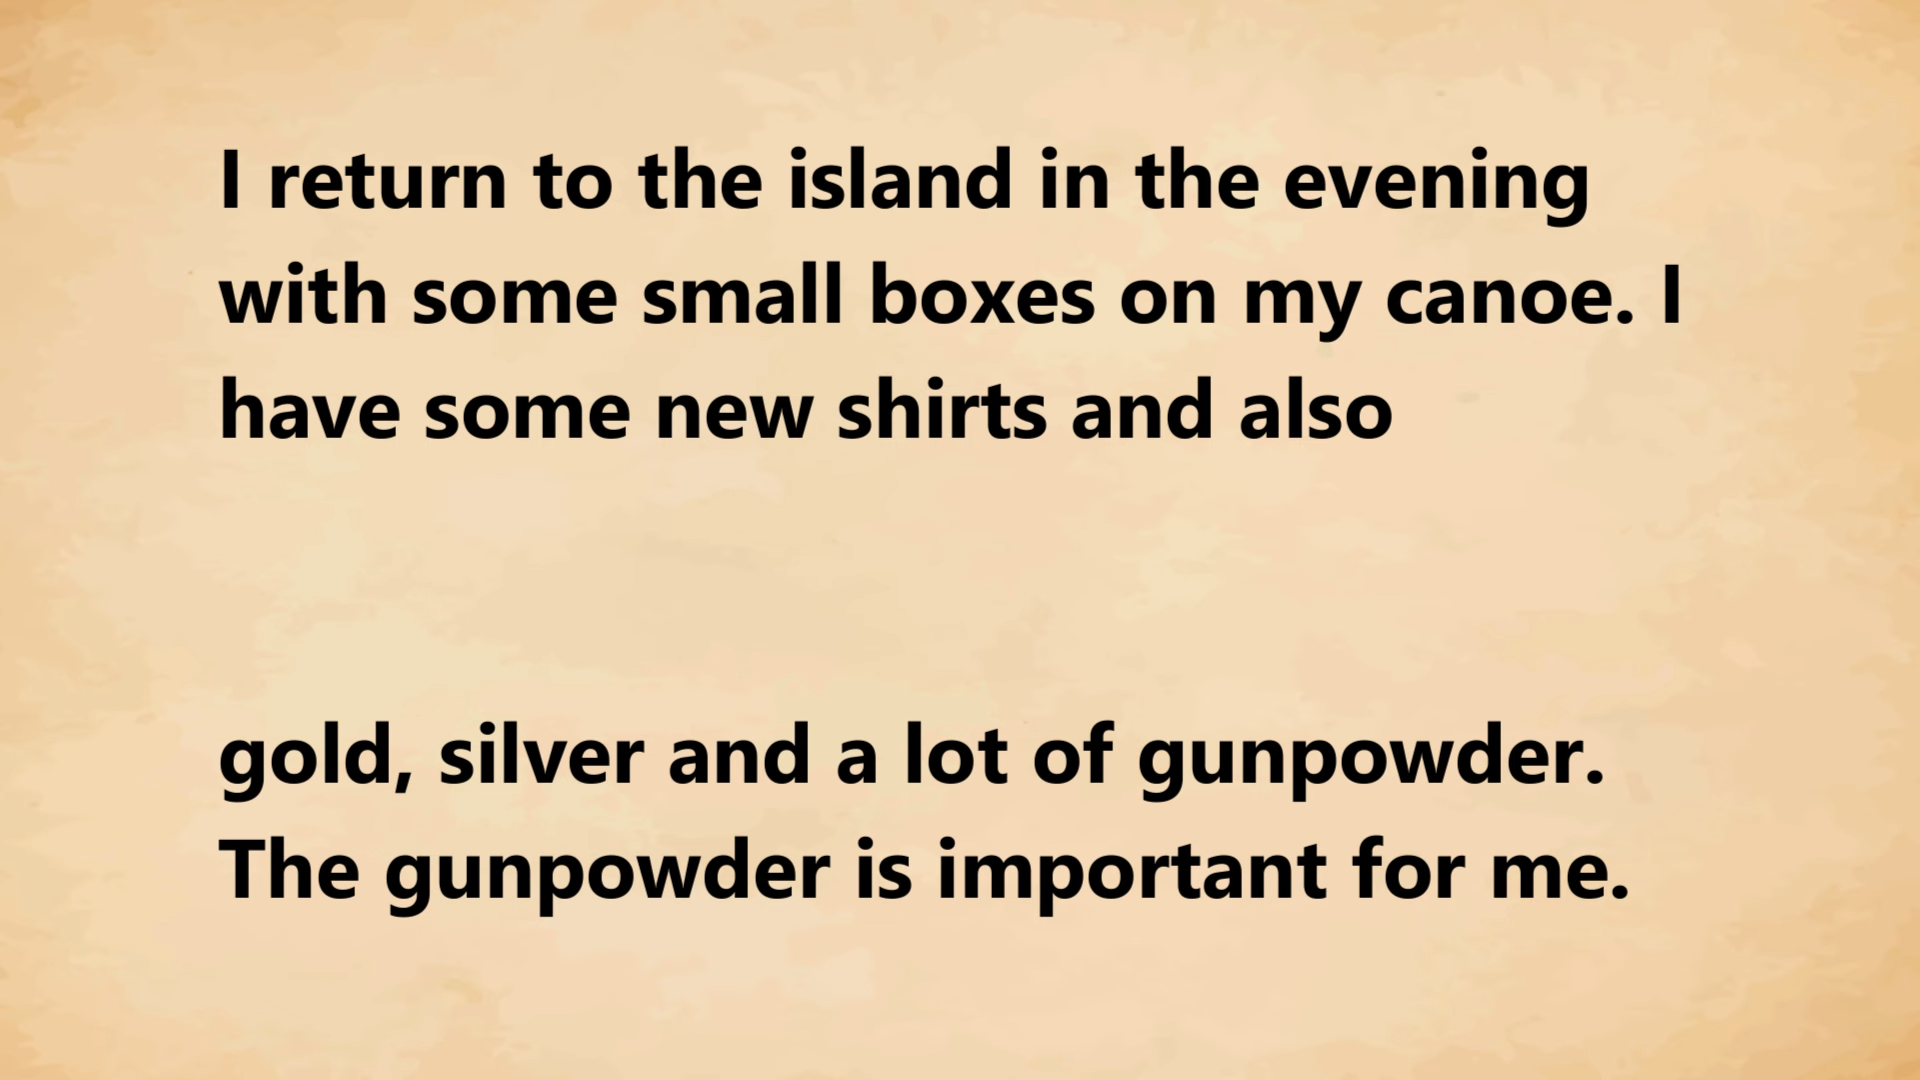 I return to the island in the evening
with some small boxes on my canoe. I
have some new shirts and also
gold, silver and a lot of gunpowder.
The gunpowder is important for me.